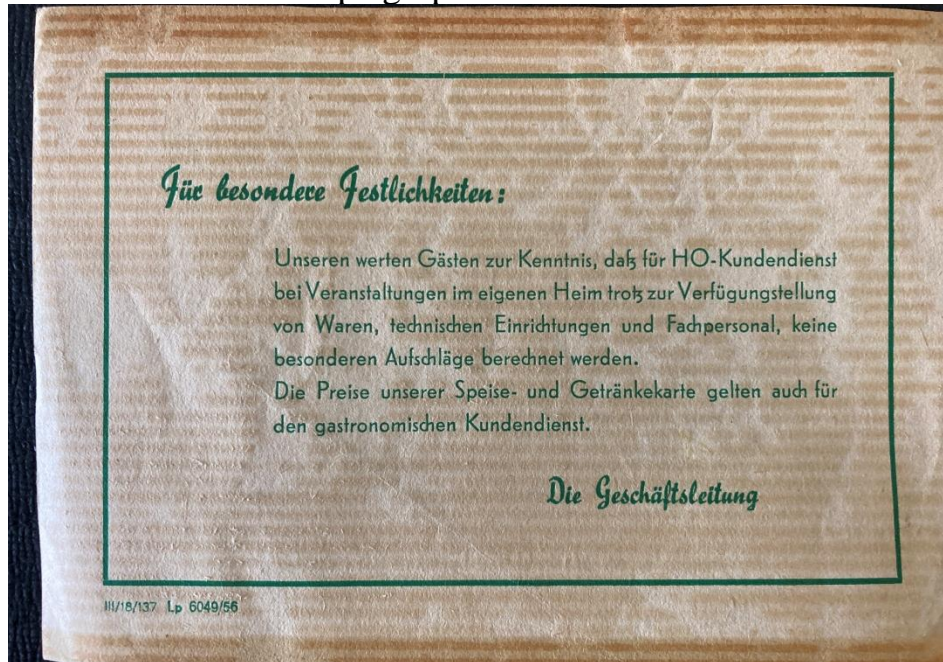 Für besondere Festlichkeiten:
Unseren werten Gästen zur Kenntnis, daß für HO-Kundendienst
bei Veranstaltungen im eigenen Heim trotz zur Verfügungstellung
von Waren, technischen Einrichtungen und Fachpersonal, keine
besonderen Aufschläge berechnet werden.
Die Preise unserer Speise- und Getränkekarte gelten auch für
den gastronomischen Kundendienst.
Die Geschäftsleitung
III/18/137 Lp 6049/56